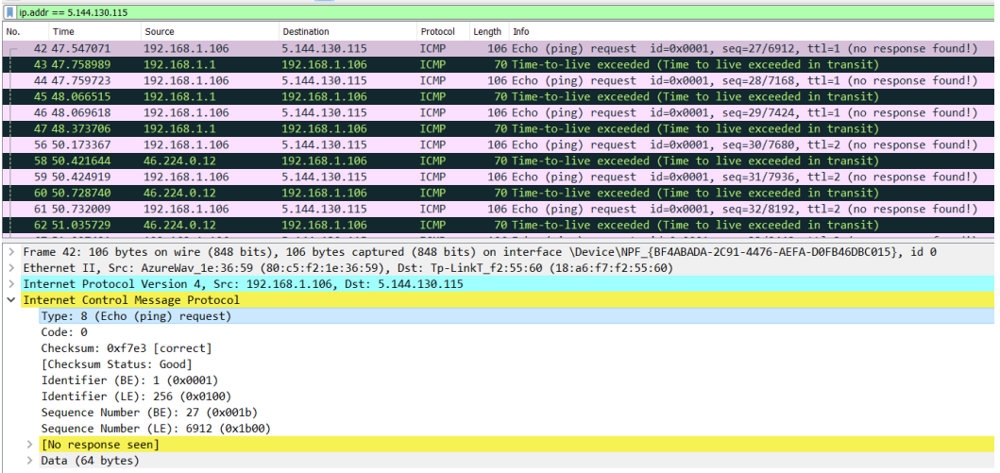 ip.addr == 5.144.130.115
No. Time Source Destination Protocol Length Info
42 47.547071 192.168.1.106 5.144.130.115 ICMP 106 Echo (ping) request id=0x0001, seq=27/6912, ttl=1 (no response found!)
43 47.758989 192.168.1.1 192.168.1.106 ICMP 70 Time-to-live exceeded (Time to live exceeded in transit)
44 47.759723 192.168.1.106 5.144.130.115 ICMP 106 Echo (ping) request id=0x0001, seq=28/7168, ttl=1 (no response found!)
45 48.066515 192.168.1.1 192.168.1.106 ICMP 70 Time-to-live exceeded (Time to live exceeded in transit)
46 48.069618 192.168.1.106 5.144.130.115 ICMP 106 Echo (ping) request id=0x0001, seq=29/7424, ttl=1 (no response found!)
47 48.373706 192.168.1.1 192.168.1.106 ICMP 70 Time-to-live exceeded (Time to live exceeded in transit)
56 50.173367 192.168.1.106 5.144.130.115 ICMP 106 Echo (ping) request id=0x0001, seq=30/7680, ttl=2 (no response found!)
58 50.421644 46.224.0.12 192.168.1.106 ICMP 70 Time-to-live exceeded (Time to live exceeded in transit)
59 50.424919 192.168.1.106 5.144.130.115 ICMP 106 Echo (ping) request id=0x0001, seq=31/7936, ttl=2 (no response found!)
60 50.728740 46.224.0.12 192.168.1.106 ICMP 70 Time-to-live exceeded (Time to live exceeded in transit)
61 50.732009 192.168.1.106 5.144.130.115 ICMP 106 Echo (ping) request id=0x0001, seq=32/8192, ttl=2 (no response found!)
62 51.035729 46.224.0.12 192.168.1.106 ICMP 70 Time-to-live exceeded (Time to live exceeded in transit)
Frame 42: 106 bytes on wire (848 bits), 106 bytes captured (848 bits) on interface \Device\NPF_{BF4ABADA-2C91-4476-AEFA-D0FB46DBC015}, id 0
Ethernet II, Src: AzureWav_1e:36:59 (80:c5:f2:1e:36:59), Dst: Tp-LinkT_f2:55:60 (18:a6:f7:f2:55:60)
Internet Protocol Version 4, Src: 192.168.1.106, Dst: 5.144.130.115
Internet Control Message Protocol
Type: 8 (Echo (ping) request)
Code: 0
Checksum: 0xf7e3 [correct]
[Checksum Status: Good]
Identifier (BE): 1 (0x0001)
Identifier (LE): 256 (0x0100)
Sequence Number (BE): 27 (0x001b)
Sequence Number (LE): 6912 (0x1b00)
[No response seen]
Data (64 bytes)